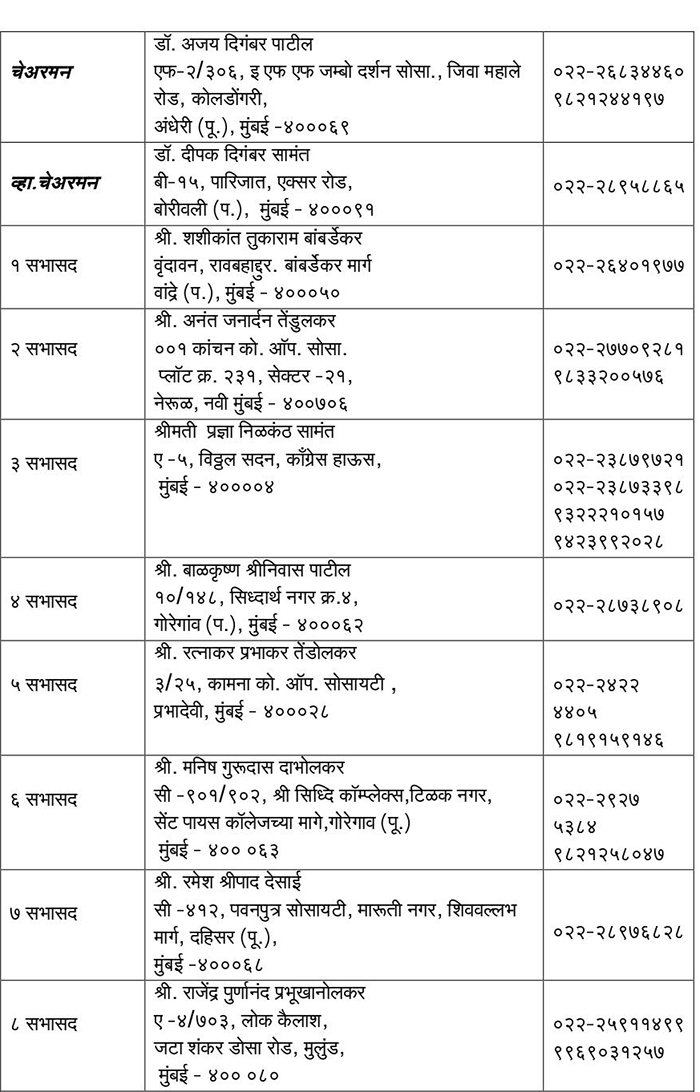 चेअरमन
डॉ. अजय दिगंबर पाटील
एफ-२/३०६, इ एफ एफ जम्बो दर्शन सोसा., जिवा महाले
रोड, कोलडोंगरी,
अंधेरी (पू.), मुंबई -४०००६९
०२२-२६८३४४६०
९८२१२४४१९७
व्हा.चेअरमन
डॉ. दीपक दिगंबर सामंत
बी-१५, पारिजात, एक्सर रोड,
बोरीवली (प.), मुंबई - ४०००९१
०२२-२८९५८८६५
१ सभासद
श्री. शशीकांत तुकाराम बांबर्डेकर
वृंदावन, रावबहाद्दुर. बांबर्डेकर मार्ग
वांद्रे (प.), मुंबई - ४०००५०
०२२-२६४०१९७७
२ सभासद
श्री. अनंत जनार्दन तेंडुलकर
००१ कांचन को. ऑप. सोसा.
प्लॉट क्र. २३१, सेक्टर -२१,
नेरूळ, नवी मुंबई - ४००७०६
०२२-२७७०९२८१
९८३३२००५७६
३ सभासद
श्रीमती प्रज्ञा निळकंठ सामंत
ए -५, विठ्ठल सदन, काँग्रेस हाऊस,
मुंबई - ४००००४
०२२-२३८७९७२१
०२२-२३८७३३९८
९३२२२१०१५७
९४२३९९२०२८
४ सभासद
श्री. बाळकृष्ण श्रीनिवास पाटील
१०/१४८, सिध्दार्थ नगर क्र.४,
गोरेगांव (प.), मुंबई - ४०००६२
०२२-२८७३८९०८
५ सभासद
श्री. रत्नाकर प्रभाकर तेंडोलकर
३/२५, कामना को. ऑप. सोसायटी ,
प्रभादेवी, मुंबई - ४०००२८
०२२-२४२२
४४०५
९८१९१५९१४६
६ सभासद
श्री. मनिष गुरूदास दाभोलकर
सी -९०१/९०२, श्री सिध्दि कॉम्प्लेक्स,टिळक नगर,
सेंट पायस कॉलेजच्या मागे,गोरेगाव (पू.)
मुंबई - ४०० ०६३
०२२-२९२७
५३८४
९८२१२५८०४७
७ सभासद
श्री. रमेश श्रीपाद देसाई
सी -४१२, पवनपुत्र सोसायटी, मारूती नगर, शिववल्लभ
मार्ग, दहिसर (पू.),
मुंबई -४०००६८
०२२-२८९७६८२८
८ सभासद
श्री. राजेंद्र पुर्णानंद प्रभूखानोलकर
ए -४/७०३, लोक कैलाश,
जटा शंकर डोसा रोड, मुलुंड,
मुंबई - ४०० ०८०
०२२-२५९११४९९
९९६९०३१२५७